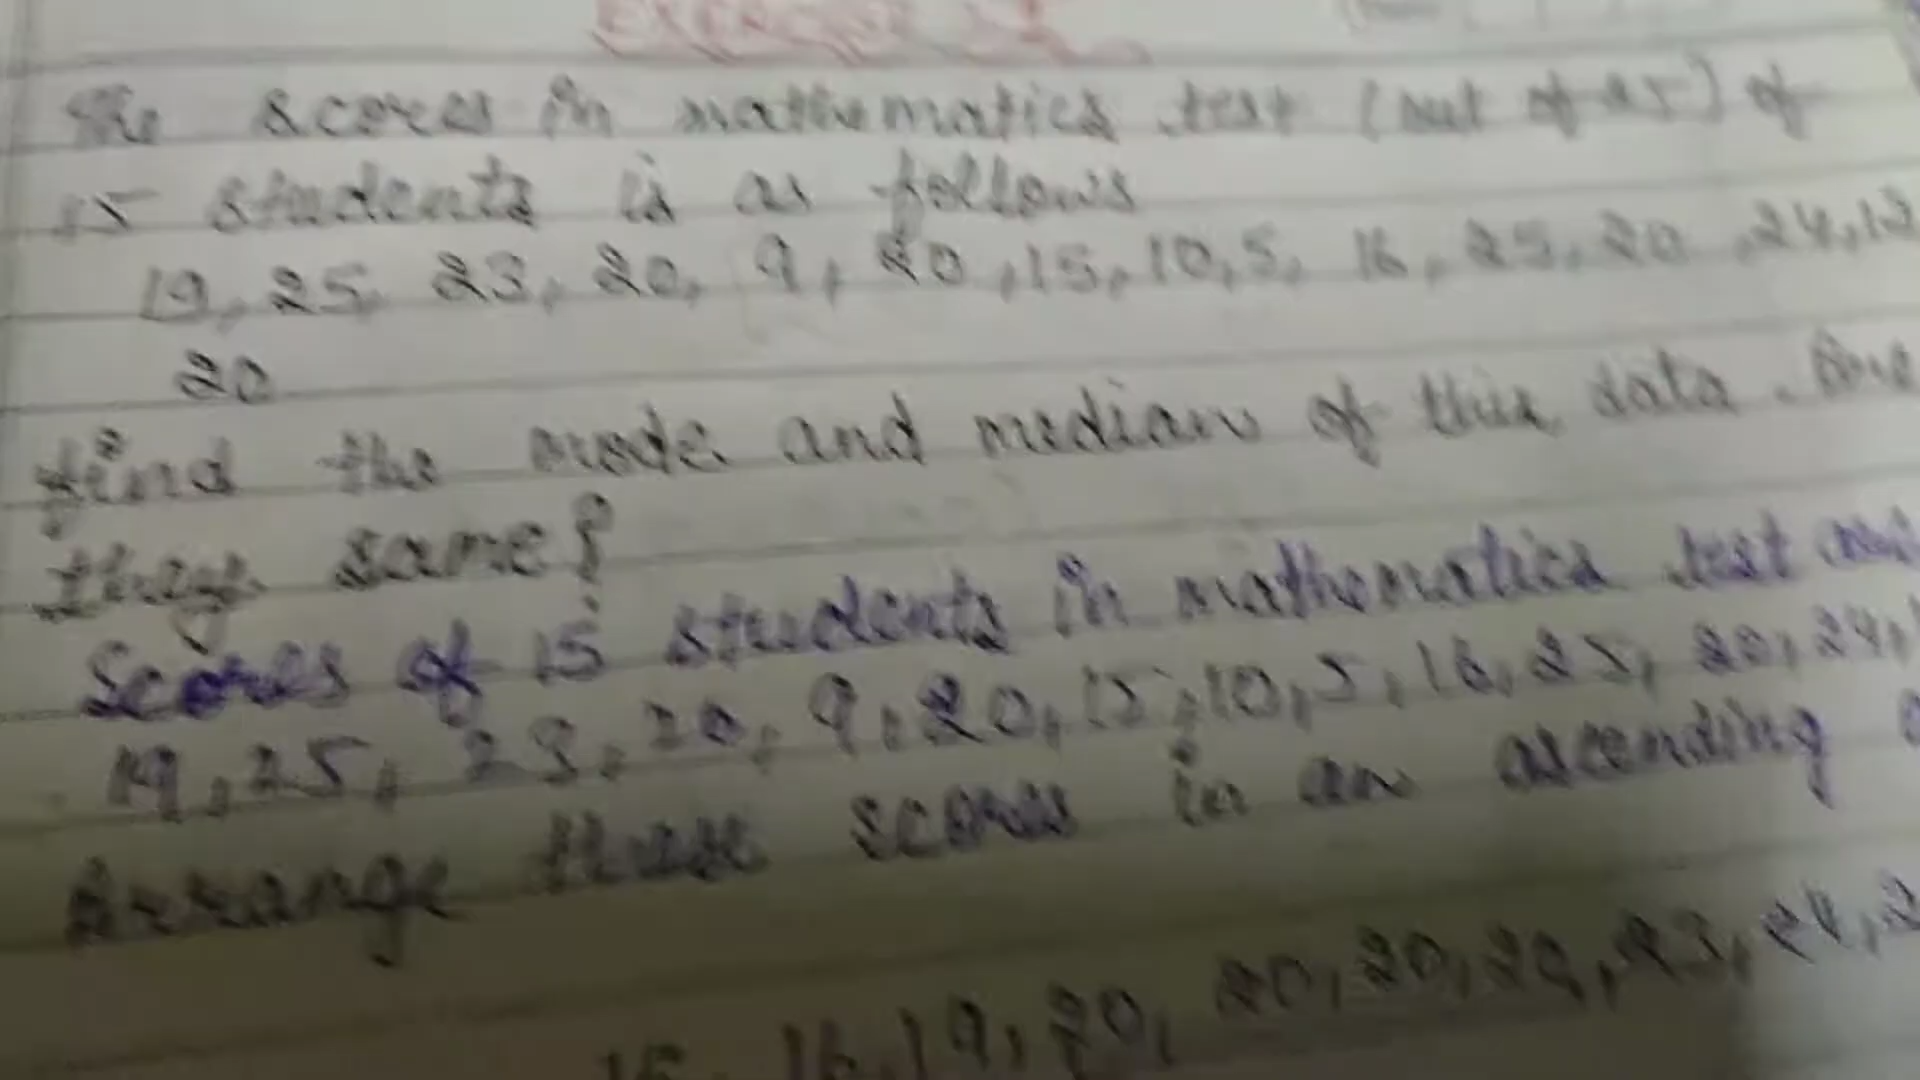 The scores in mathematics test (out of 25) of
15 students is as follows
19, 25, 23, 20, 9, 20, 15, 10, 5, 16, 25, 20, 24, 12
20
find the mode and median of this data. Are
they same?
Scores of 15 students in mathematics test are
19, 25, 23, 20, 9, 20, 15, 10, 5, 16, 25, 20, 24,
Arrange these scores in an ascending
15, 16, 19, 20, 20, 20, 20, 23, 24, 2